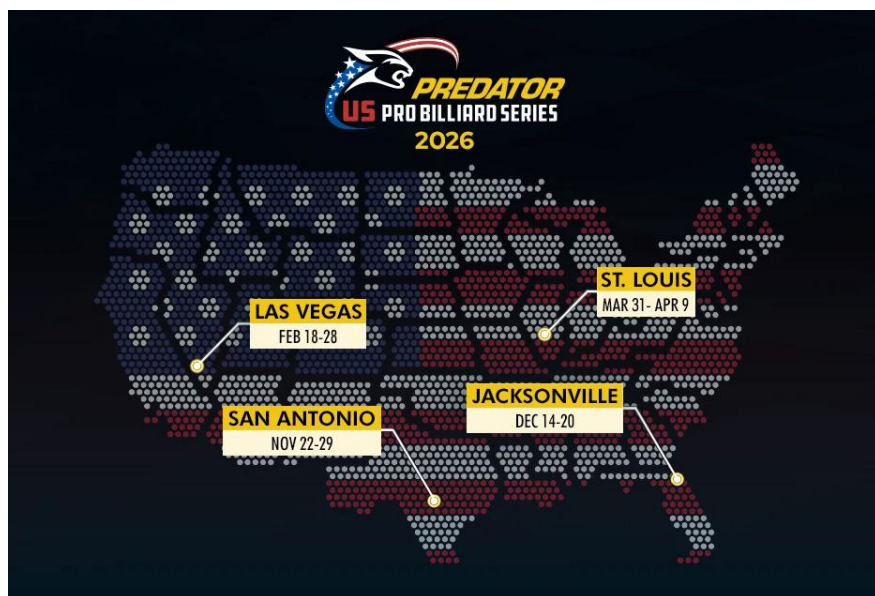 PREDATOR
US PRO BILLIARD SERIES
2026
ST. LOUIS
MAR 31- APR 9
LAS VEGAS
FEB 18-28
JACKSONVILLE
DEC 14-20
SAN ANTONIO
NOV 22-29